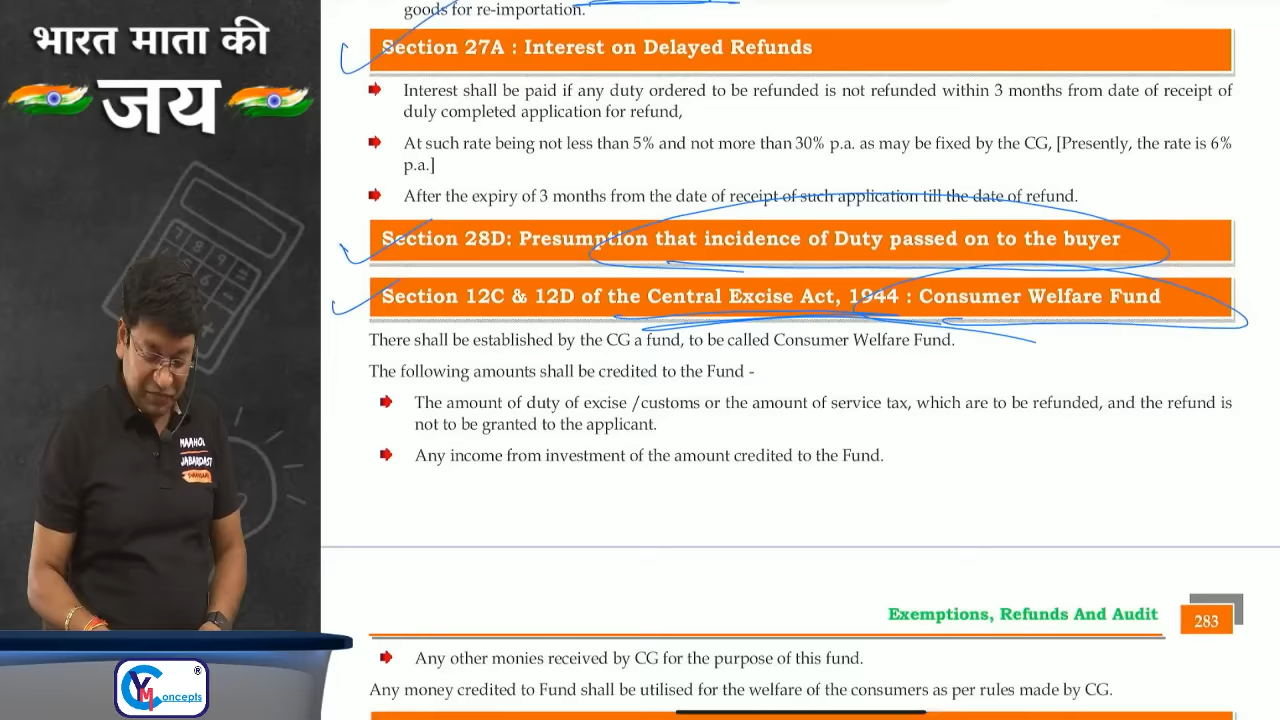 भारत माता की
जय
goods for re-importation.
Section 27A : Interest on Delayed Refunds
Interest shall be paid if any duty ordered to be refunded is not refunded within 3 months from date of receipt of
duly completed application for refund,
At such rate being not less than 5% and not more than 30% p.a. as may be fixed by the CG, [Presently, the rate is 6%
p.a.]
After the expiry of 3 months from the date of receipt of such application till the date of refund.
Section 28D: Presumption that incidence of Duty passed on to the buyer
Section 12C & 12D of the Central Excise Act, 1944 : Consumer Welfare Fund
There shall be established by the CG a fund, to be called Consumer Welfare Fund.
The following amounts shall be credited to the Fund -
The amount of duty of excise /customs or the amount of service tax, which are to be refunded, and the refund is
not to be granted to the applicant.
Any income from investment of the amount credited to the Fund.
Exemptions, Refunds And Audit 283
Any other monies received by CG for the purpose of this fund.
Any money credited to Fund shall be utilised for the welfare of the consumers as per rules made by CG.
MAAHOL
JABARDAST
YM Concepts ®